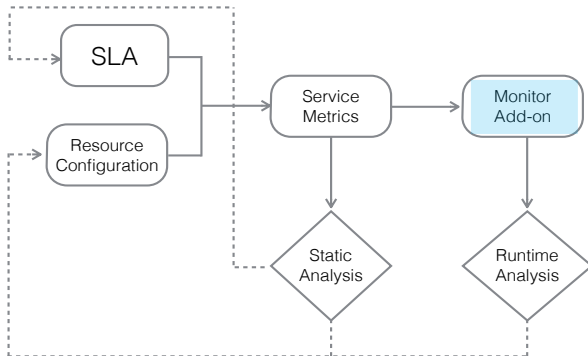 SLA
Resource
Configuration
Service
Metrics
Monitor
Add-on
Static
Analysis
Runtime
Analysis